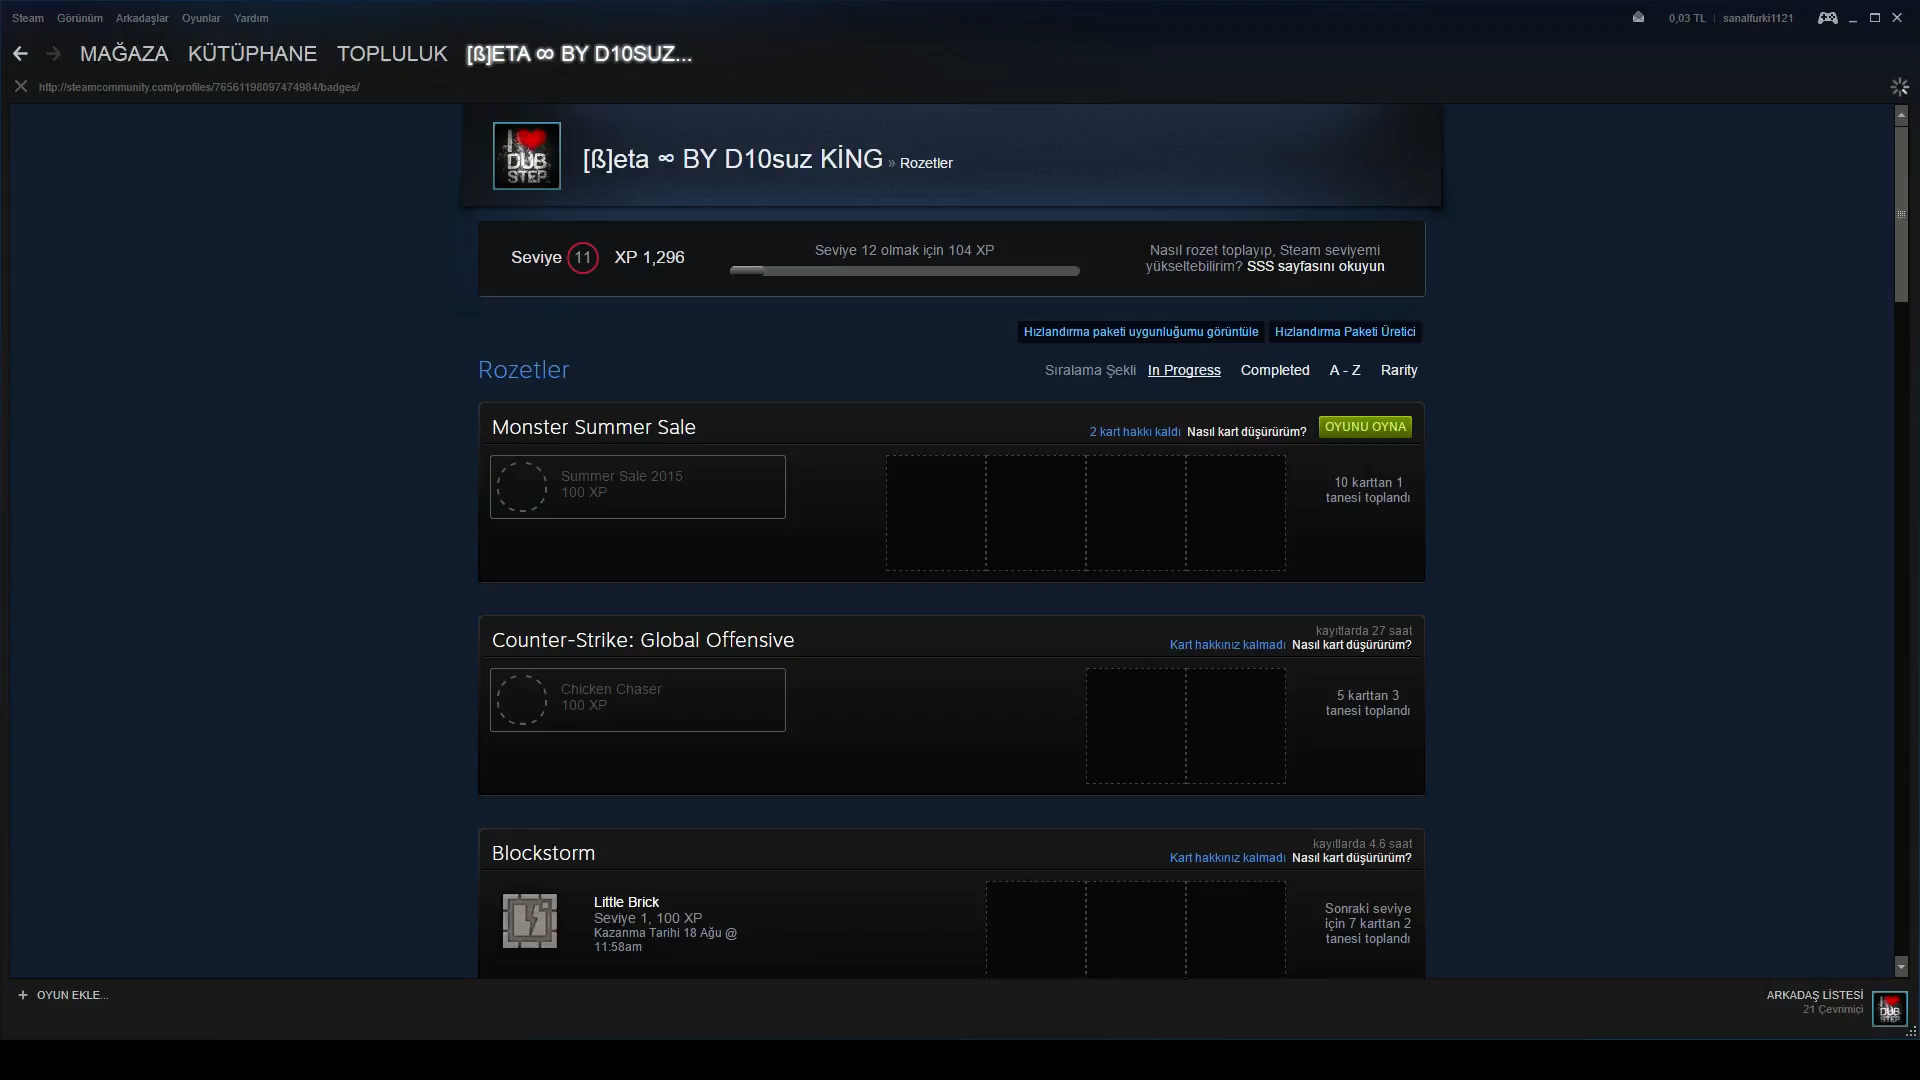 Steam Görünüm Arkadaşlar Oyunlar Yardım
0,03 TL | sanalfurki1121
MAĞAZA KÜTÜPHANE TOPLULUK [ß]ETA ∞ BY D10SUZ...
http://steamcommunity.com/profiles/76561198097474984/badges/
I DUB STEP
[ß]eta ∞ BY D10suz KİNG » Rozetler
Seviye 11 XP 1,296
Seviye 12 olmak için 104 XP
Nasıl rozet toplayıp, Steam seviyemi
yükseltebilirim? SSS sayfasını okuyun
Hızlandırma paketi uygunluğumu görüntüle Hızlandırma Paketi Üretici
Rozetler
Sıralama Şekli In Progress Completed A - Z Rarity
Monster Summer Sale
2 kart hakkı kaldı Nasıl kart düşürürüm? OYUNU OYNA
Summer Sale 2015
100 XP
10 karttan 1
tanesi toplandı
Counter-Strike: Global Offensive
kayıtlarda 27 saat
Kart hakkınız kalmadı Nasıl kart düşürürüm?
Chicken Chaser
100 XP
5 karttan 3
tanesi toplandı
Blockstorm
kayıtlarda 4.6 saat
Kart hakkınız kalmadı Nasıl kart düşürürüm?
Little Brick
Seviye 1, 100 XP
Kazanma Tarihi 18 Ağu @
11:58am
Sonraki seviye
için 7 karttan 2
tanesi toplandı
+ OYUN EKLE...
ARKADAŞ LİSTESİ
21 Çevrimiçi
DUB STEP